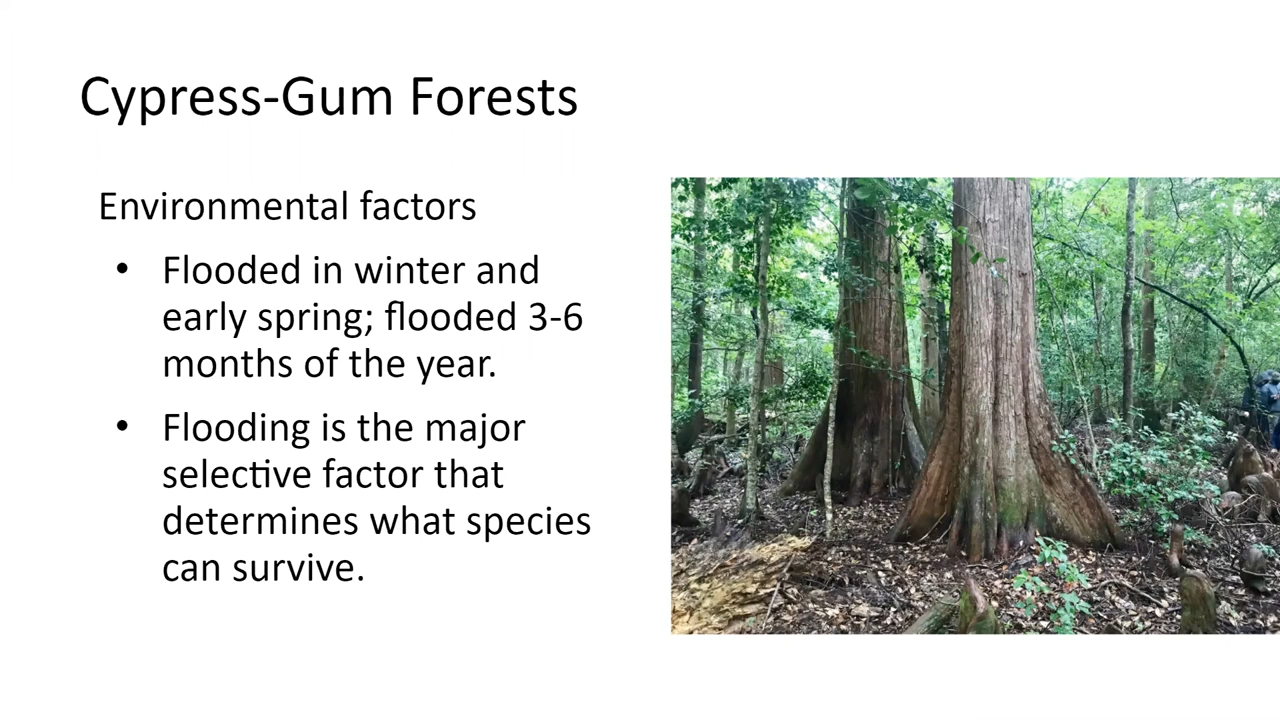 Cypress-Gum Forests
Environmental factors
• Flooded in winter and
early spring; flooded 3-6
months of the year.
• Flooding is the major
selective factor that
determines what species
can survive.